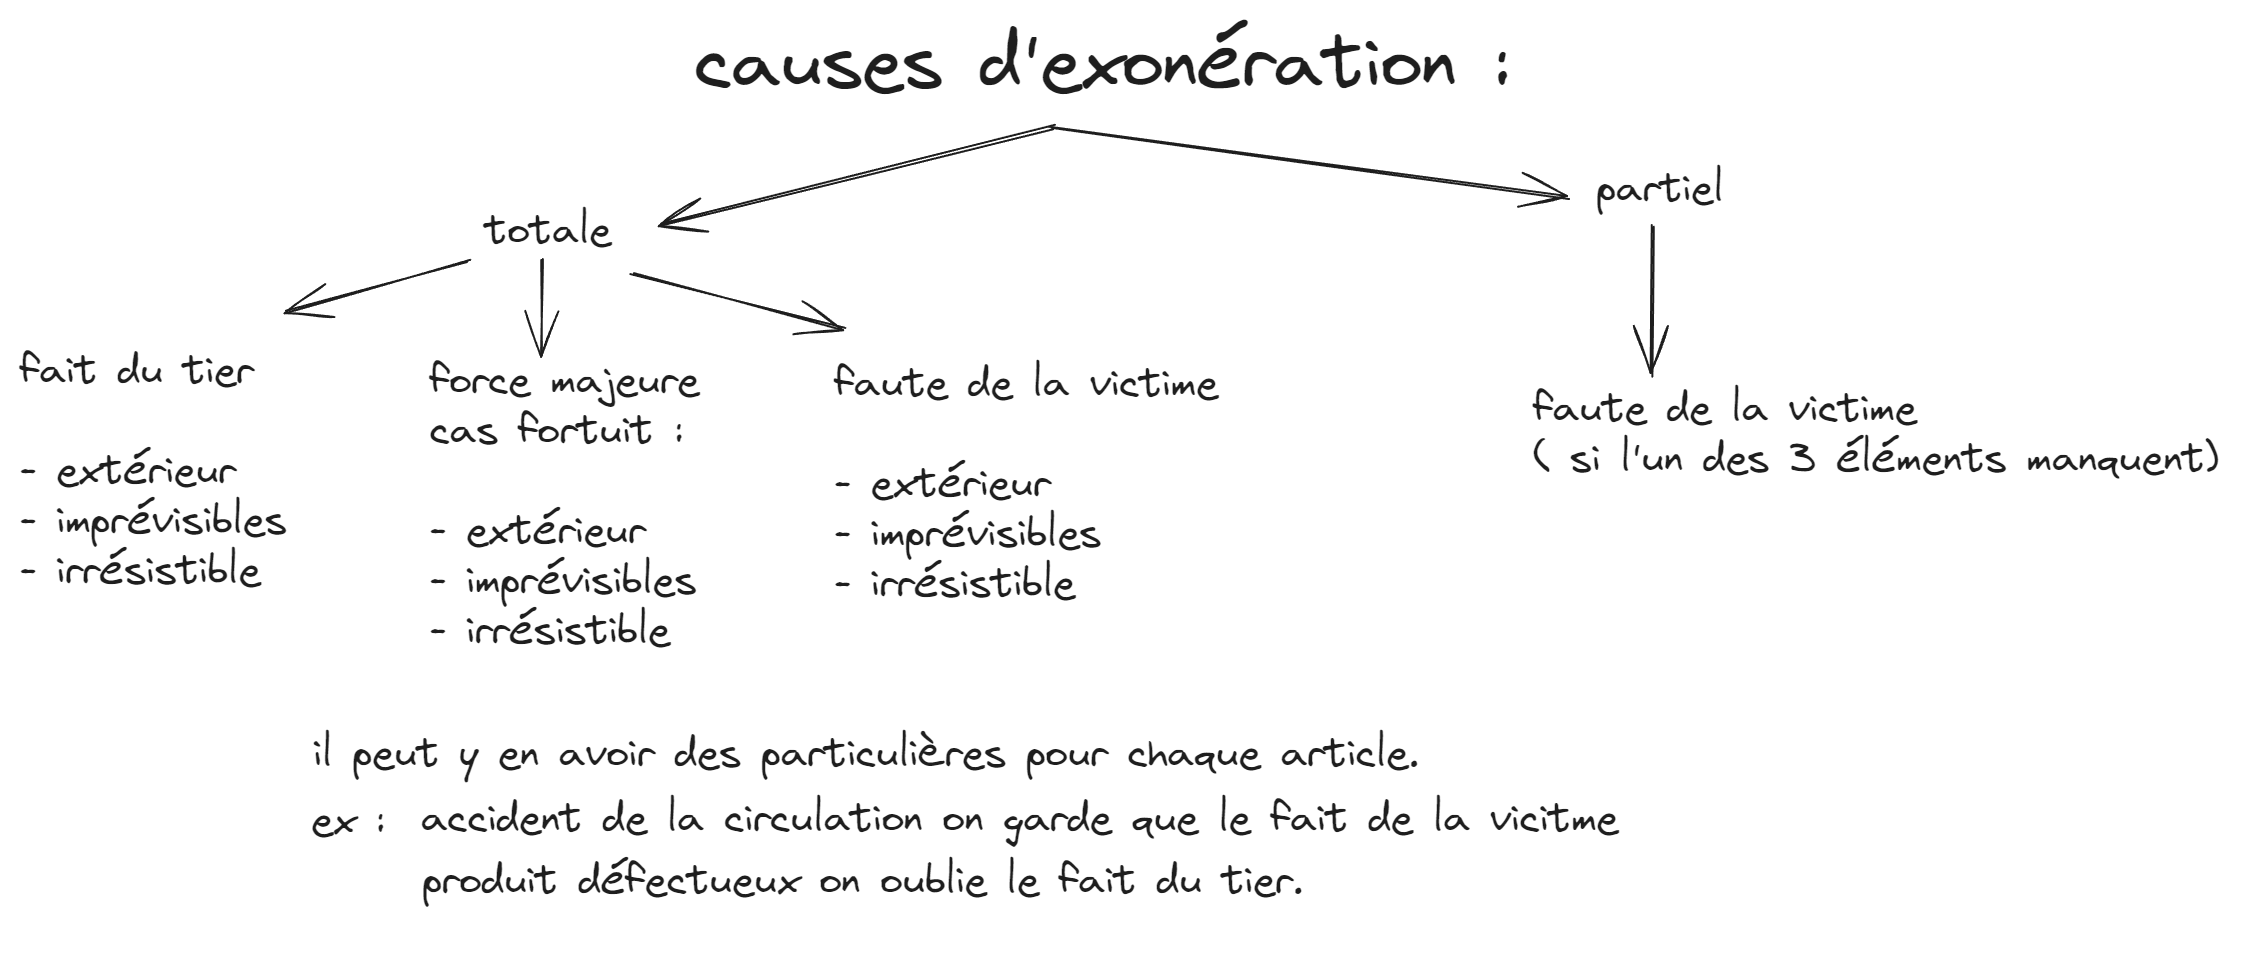 causes d'exonération :
totale
partiel
fait du tier
- extérieur
- imprévisibles
- irrésistible
force majeure
cas fortuit :
- extérieur
- imprévisibles
- irrésistible
faute de la victime
- extérieur
- imprévisibles
- irrésistible
faute de la victime
( si l'un des 3 éléments manquent)
il peut y en avoir des particulières pour chaque article.
ex : accident de la circulation on garde que le fait de la vicitme
produit défectueux on oublie le fait du tier.